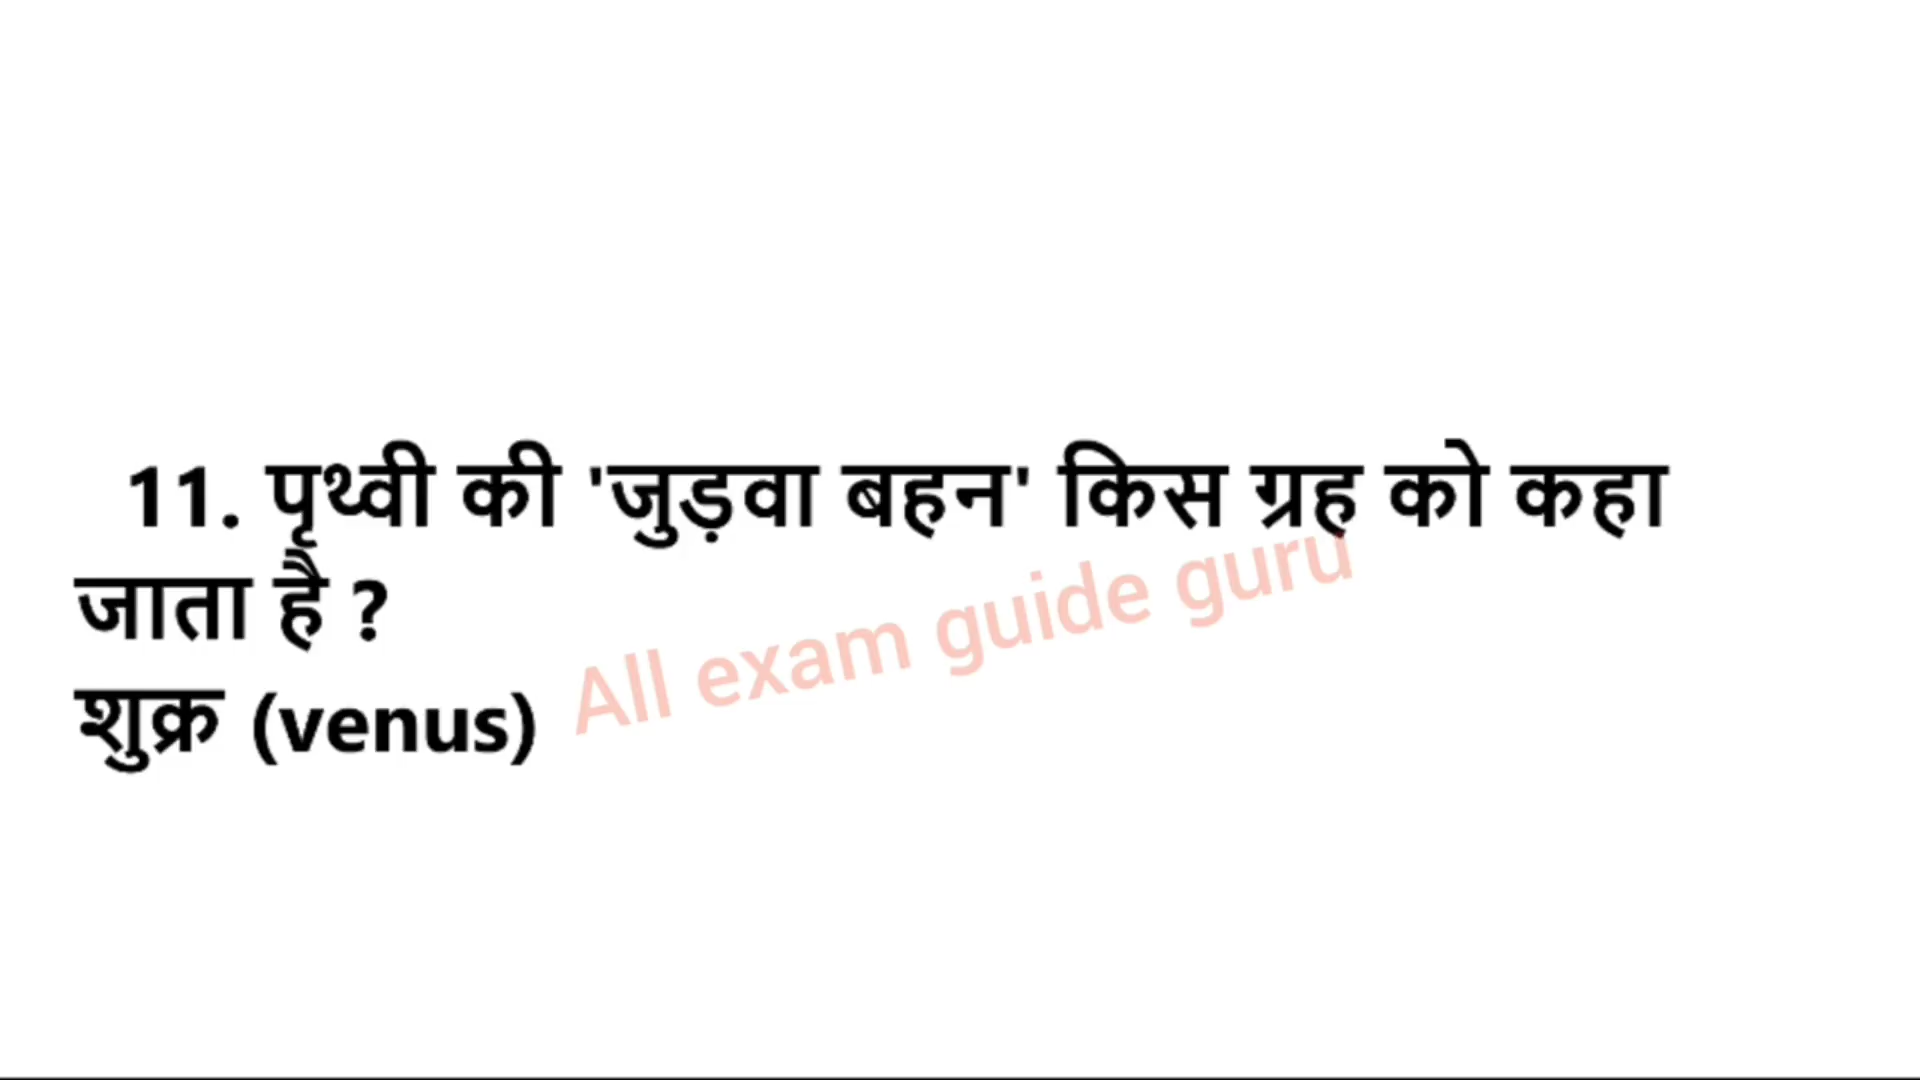 11. पृथ्वी की 'जुड़वा बहन' किस ग्रह को कहा
जाता है ?
शुक्र (venus)
All exam guide guru